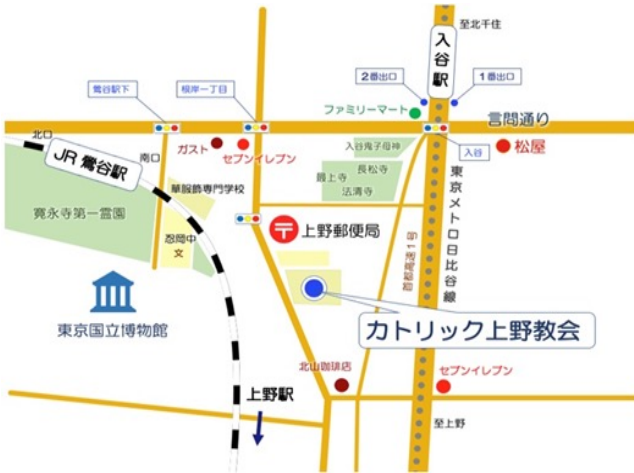 至北千住
入谷駅
2番出口
1番出口
鶯谷駅下
根岸一丁目
ファミリーマート
言問通り
北口
JR 鶯谷駅
南口
ガスト
セブンイレブン
入谷鬼子母神
入谷
松屋
長松寺
最上寺
法清寺
華服飾専門学校
寛永寺第一霊園
忍岡中
文
上野郵便局
首都高速1号
東京メトロ日比谷線
東京国立博物館
カトリック上野教会
北山珈琲店
セブンイレブン
上野駅
至上野